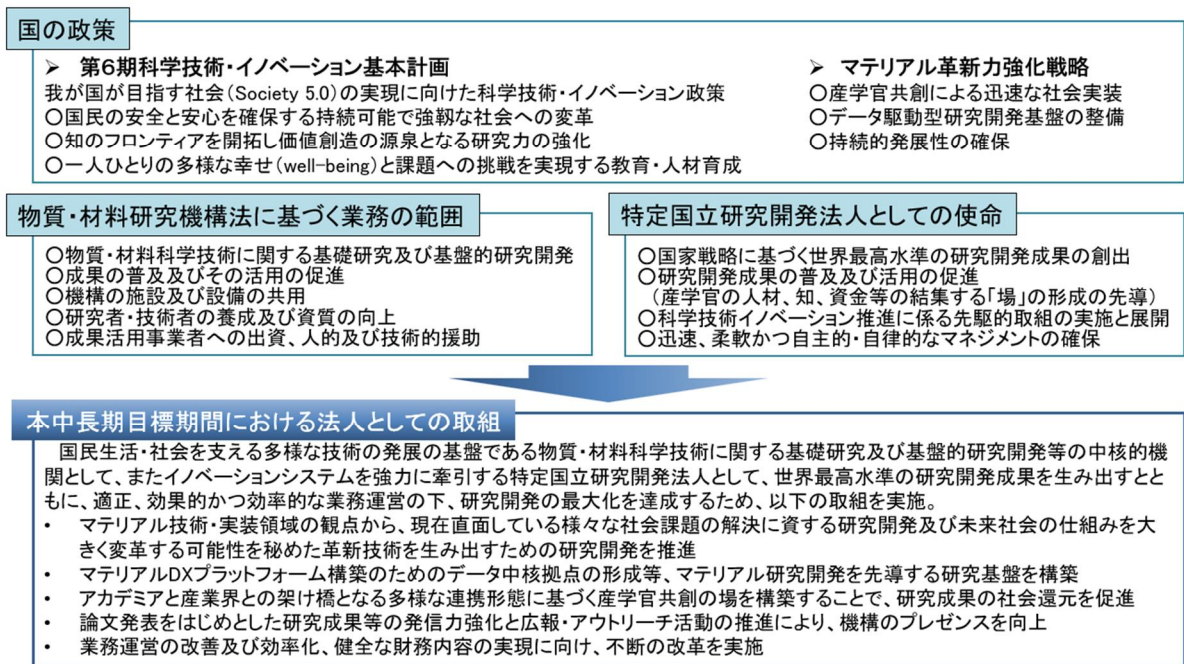 国の政策
➢ 第6期科学技術・イノベーション基本計画
我が国が目指す社会(Society 5.0)の実現に向けた科学技術・イノベーション政策
○国民の安全と安心を確保する持続可能で強靱な社会への変革
○知のフロンティアを開拓し価値創造の源泉となる研究力の強化
○一人ひとりの多様な幸せ(well-being)と課題への挑戦を実現する教育・人材育成
➢ マテリアル革新力強化戦略
○産学官共創による迅速な社会実装
○データ駆動型研究開発基盤の整備
○持続的発展性の確保
物質・材料研究機構法に基づく業務の範囲
○物質・材料科学技術に関する基礎研究及び基盤的研究開発
○成果の普及及びその活用の促進
○機構の施設及び設備の共用
○研究者・技術者の養成及び資質の向上
○成果活用事業者への出資、人的及び技術的援助
特定国立研究開発法人としての使命
○国家戦略に基づく世界最高水準の研究開発成果の創出
○研究開発成果の普及及び活用の促進
(産学官の人材、知、資金等の結集する「場」の形成の先導)
○科学技術イノベーション推進に係る先駆的取組の実施と展開
○迅速、柔軟かつ自主的・自律的なマネジメントの確保
本中長期目標期間における法人としての取組
国民生活・社会を支える多様な技術の発展の基盤である物質・材料科学技術に関する基礎研究及び基盤的研究開発等の中核的機
関として、またイノベーションシステムを強力に牽引する特定国立研究開発法人として、世界最高水準の研究開発成果を生み出すとと
もに、適正、効果的かつ効率的な業務運営の下、研究開発の最大化を達成するため、以下の取組を実施。
• マテリアル技術・実装領域の観点から、現在直面している様々な社会課題の解決に資する研究開発及び未来社会の仕組みを大
きく変革する可能性を秘めた革新技術を生み出すための研究開発を推進
• マテリアルDXプラットフォーム構築のためのデータ中核拠点の形成等、マテリアル研究開発を先導する研究基盤を構築
• アカデミアと産業界との架け橋となる多様な連携形態に基づく産学官共創の場を構築することで、研究成果の社会還元を促進
• 論文発表をはじめとした研究成果等の発信力強化と広報・アウトリーチ活動の推進により、機構のプレゼンスを向上
• 業務運営の改善及び効率化、健全な財務内容の実現に向け、不断の改革を実施